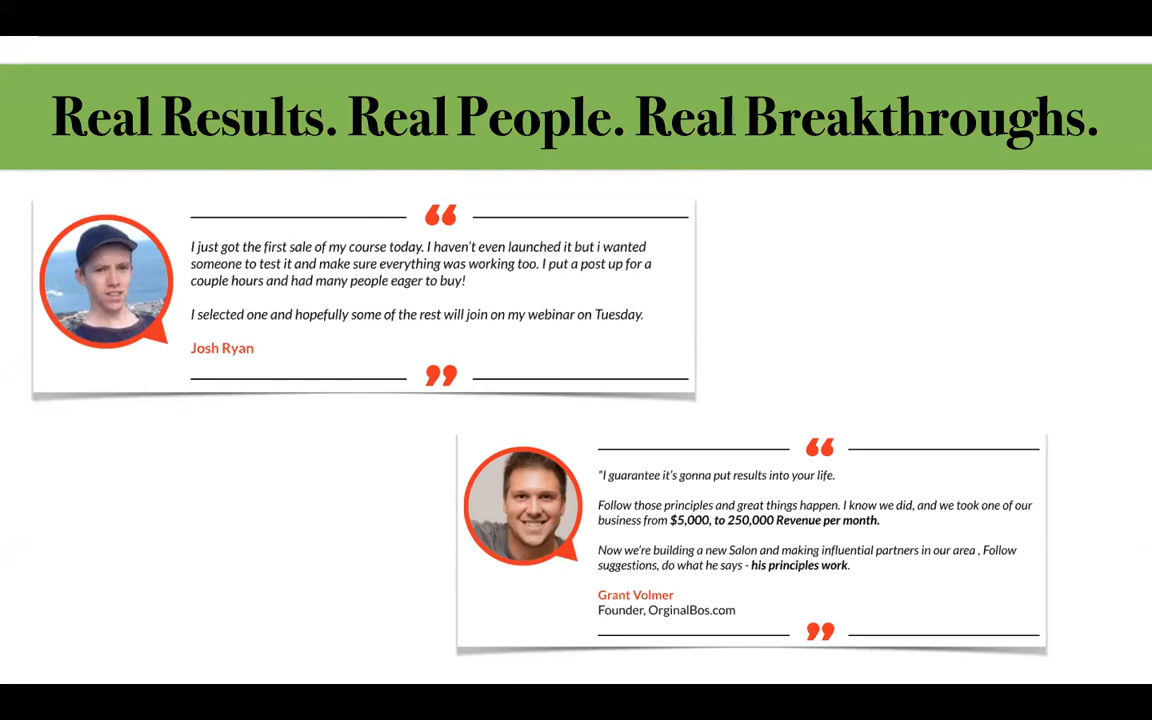 Real Results. Real People. Real Breakthroughs.
“
I just got the first sale of my course today. I haven't even launched it but i wanted
someone to test it and make sure everything was working too. I put a post up for a
couple hours and had many people eager to buy!
I selected one and hopefully some of the rest will join on my webinar on Tuesday.
Josh Ryan
”
“
"I guarantee it's gonna put results into your life.
Follow those principles and great things happen. I know we did, and we took one of our
business from $5,000, to 250,000 Revenue per month.
Now we're building a new Salon and making influential partners in our area , Follow
suggestions, do what he says - his principles work.
Grant Volmer
Founder, OrginalBos.com
”